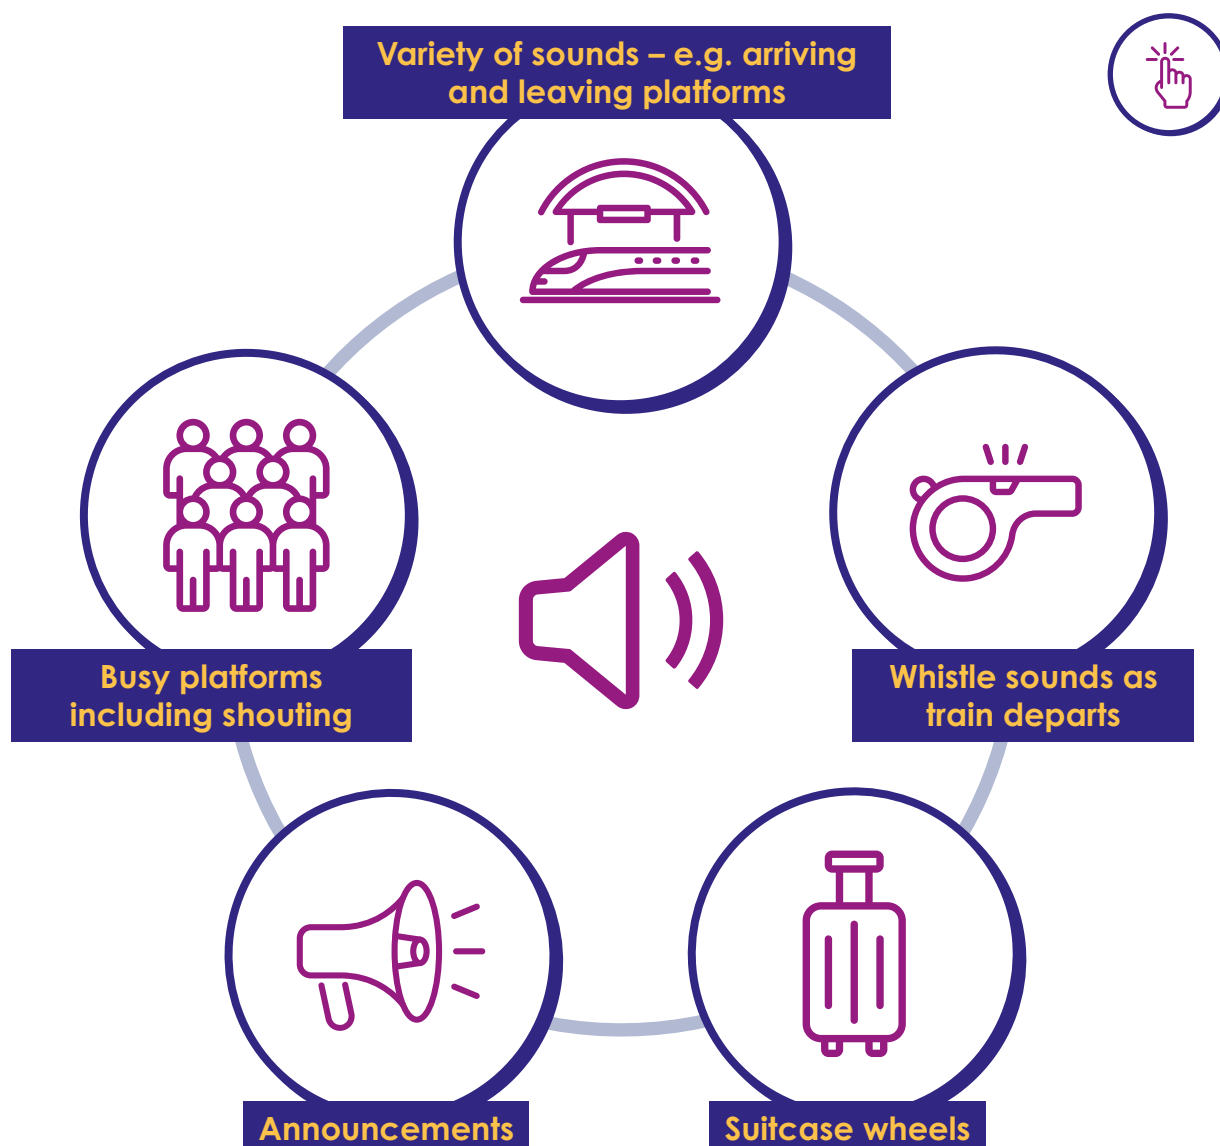 Variety of sounds – e.g. arriving
and leaving platforms
Busy platforms
including shouting
Whistle sounds as
train departs
Announcements
Suitcase wheels